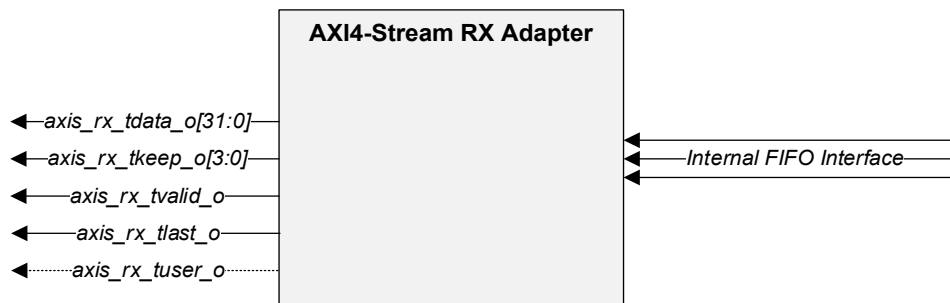 AXI4-Stream RX Adapter
axis_rx_tdata_o[31:0]
axis_rx_tkeep_o[3:0]
Internal FIFO Interface
axis_rx_tvalid_o
axis_rx_tlast_o
axis_rx_tuser_o